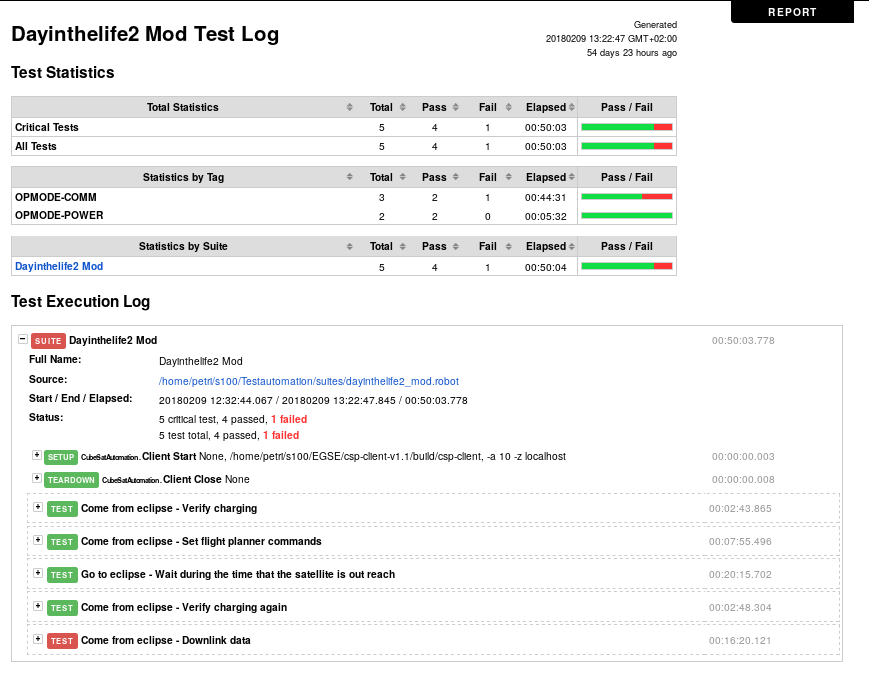 REPORT
Dayinthelife2 Mod Test Log
Generated
20180209 13:22:47 GMT+02:00
54 days 23 hours ago
Test Statistics
Total Statistics Total Pass Fail Elapsed Pass / Fail
Critical Tests 5 4 1 00:50:03
All Tests 5 4 1 00:50:03
Statistics by Tag Total Pass Fail Elapsed Pass / Fail
OPMODE-COMM 3 2 1 00:44:31
OPMODE-POWER 2 2 0 00:05:32
Statistics by Suite Total Pass Fail Elapsed Pass / Fail
Dayinthelife2 Mod 5 4 1 00:50:04
Test Execution Log
SUITE Dayinthelife2 Mod 00:50:03.778
Full Name: Dayinthelife2 Mod
Source: /home/petri/s100/Testautomation/suites/dayinthelife2_mod.robot
Start / End / Elapsed: 20180209 12:32:44.067 / 20180209 13:22:47.845 / 00:50:03.778
Status: 5 critical test, 4 passed, 1 failed
5 test total, 4 passed, 1 failed
SETUP CubeSatAutomation.Client Start None, /home/petri/s100/EGSE/csp-client-v1.1/build/csp-client, -a 10 -z localhost 00:00:00.003
TEARDOWN CubeSatAutomation.Client Close None 00:00:00.008
TEST Come from eclipse - Verify charging 00:02:43.865
TEST Come from eclipse - Set flight planner commands 00:07:55.496
TEST Go to eclipse - Wait during the time that the satellite is out reach 00:20:15.702
TEST Come from eclipse - Verify charging again 00:02:48.304
TEST Come from eclipse - Downlink data 00:16:20.121